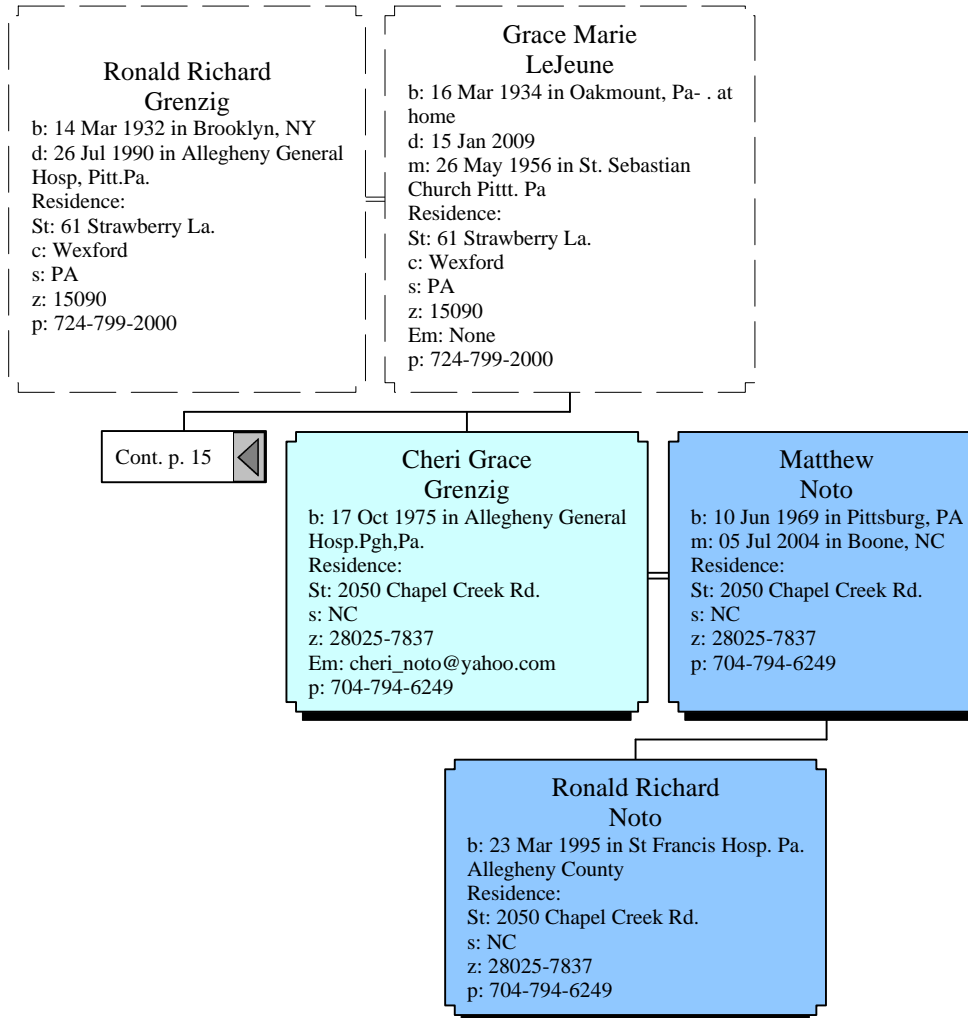 Ronald Richard
Grenzig
b: 14 Mar 1932 in Brooklyn, NY
d: 26 Jul 1990 in Allegheny General
Hosp, Pitt.Pa.
Residence:
St: 61 Strawberry La.
c: Wexford
s: PA
z: 15090
p: 724-799-2000
Grace Marie
LeJeune
b: 16 Mar 1934 in Oakmount, Pa- . at
home
d: 15 Jan 2009
m: 26 May 1956 in St. Sebastian
Church Pittt. Pa
Residence:
St: 61 Strawberry La.
c: Wexford
s: PA
z: 15090
Em: None
p: 724-799-2000
Cont. p. 15
Cheri Grace
Grenzig
b: 17 Oct 1975 in Allegheny General
Hosp.Pgh,Pa.
Residence:
St: 2050 Chapel Creek Rd.
s: NC
z: 28025-7837
Em: cheri_noto@yahoo.com
p: 704-794-6249
Matthew
Noto
b: 10 Jun 1969 in Pittsburg, PA
m: 05 Jul 2004 in Boone, NC
Residence:
St: 2050 Chapel Creek Rd.
s: NC
z: 28025-7837
p: 704-794-6249
Ronald Richard
Noto
b: 23 Mar 1995 in St Francis Hosp. Pa.
Allegheny County
Residence:
St: 2050 Chapel Creek Rd.
s: NC
z: 28025-7837
p: 704-794-6249